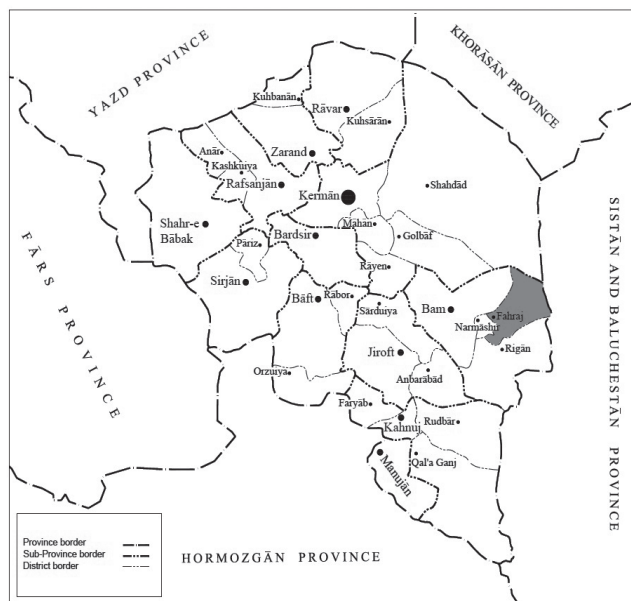 YAZD PROVINCE
KHORĀSĀN PROVINCE
Kuhbanān
Rāvar
Kuhsārān
Anār
Zarand
Kashkuiya
Rafsanjān
Shahdād
Kermān
Shahr-e
Bābak
Māhan
Bardsir
Golbāf
Pāriz
SISTĀN AND BALUCHESTĀN PROVINCE
FĀRS PROVINCE
Rāyen
Sirjān
Bāft
Rābor
Sārduiya
Bam
Fahraj
Narmāshir
Rigān
Jiroft
Orzuiya
Anbarābād
Faryāb
Kahnuj
Rudbār
Manujān
Qal'a Ganj
Province border
Sub-Province border
District border
HORMOZGĀN PROVINCE